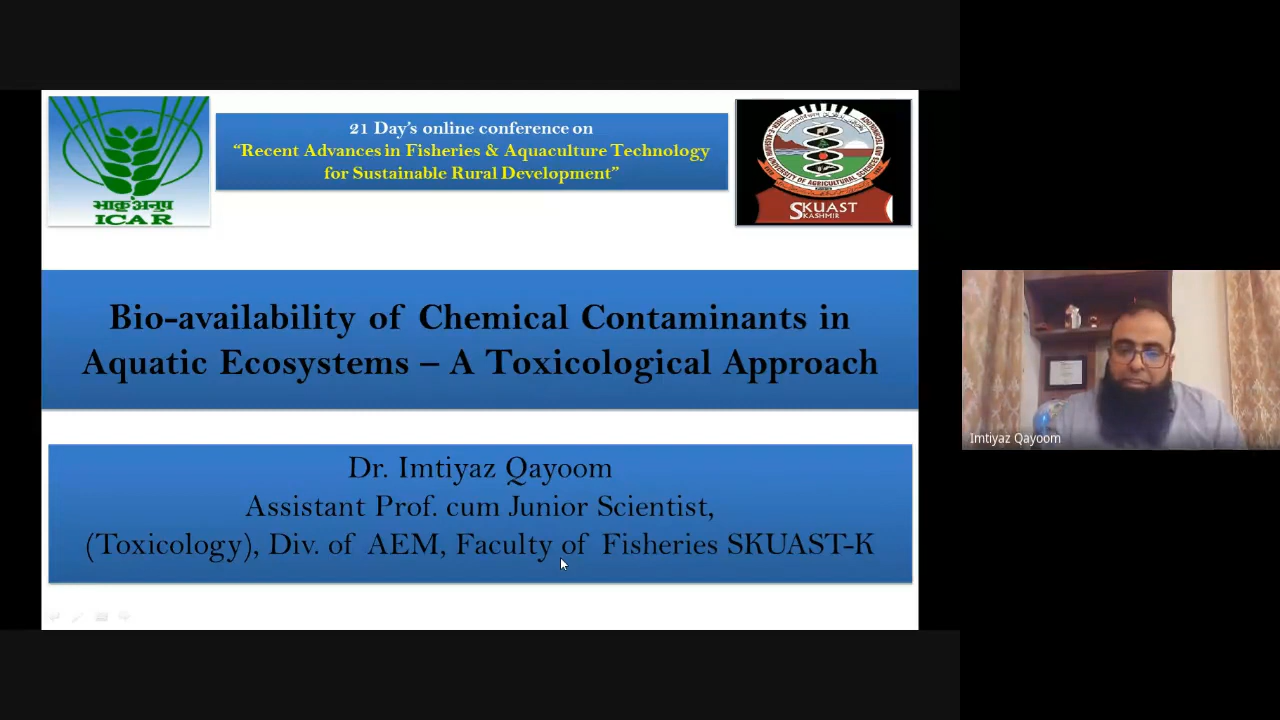 21 Day's online conference on
“Recent Advances in Fisheries & Aquaculture Technology
for Sustainable Rural Development”
भाकृअनुप
ICAR
SKUAST
KASHMIR
Bio-availability of Chemical Contaminants in
Aquatic Ecosystems – A Toxicological Approach
Dr. Imtiyaz Qayoom
Assistant Prof. cum Junior Scientist,
(Toxicology), Div. of AEM, Faculty of Fisheries SKUAST-K
Imtiyaz Qayoom